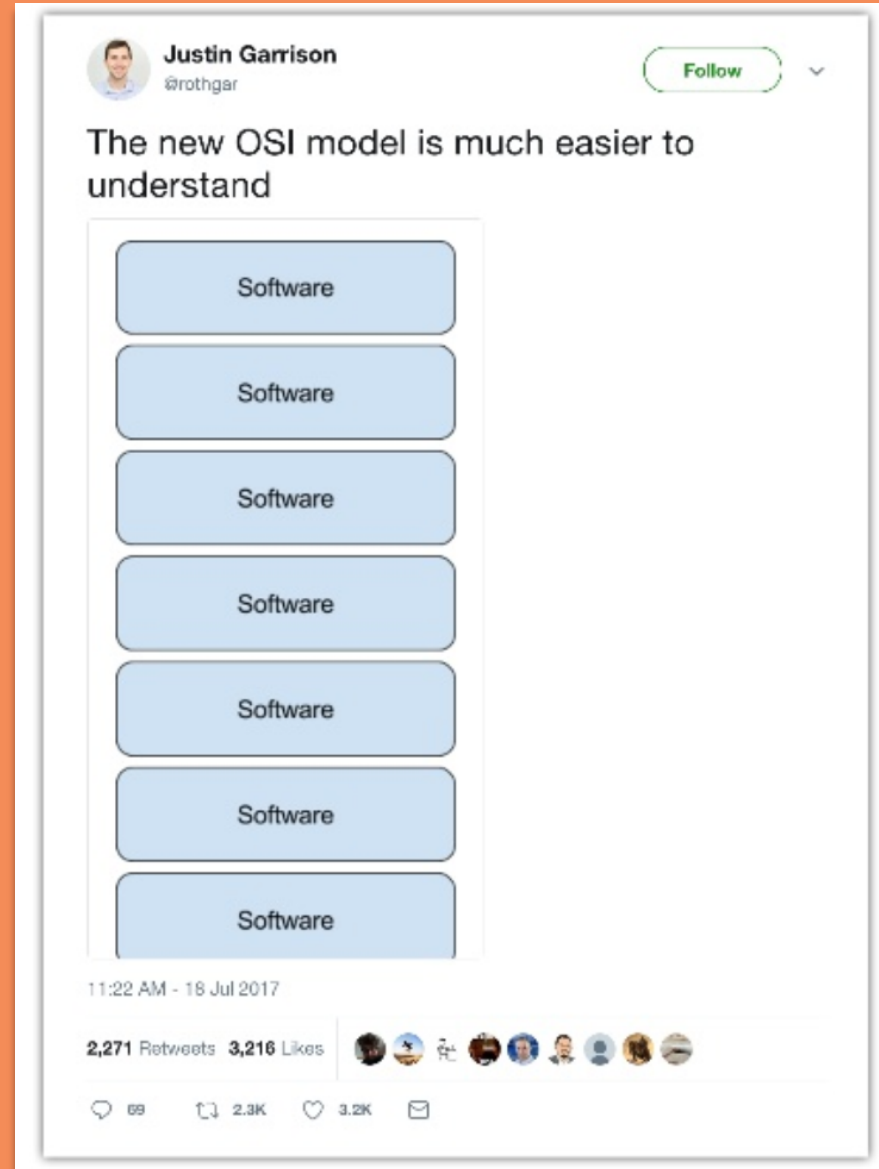 Justin Garrison
@rothgar
Follow
The new OSI model is much easier to
understand
Software
Software
Software
Software
Software
Software
Software
11:22 AM - 18 Jul 2017
2,271 Retweets 3,216 Likes
69 2.3K 3.2K